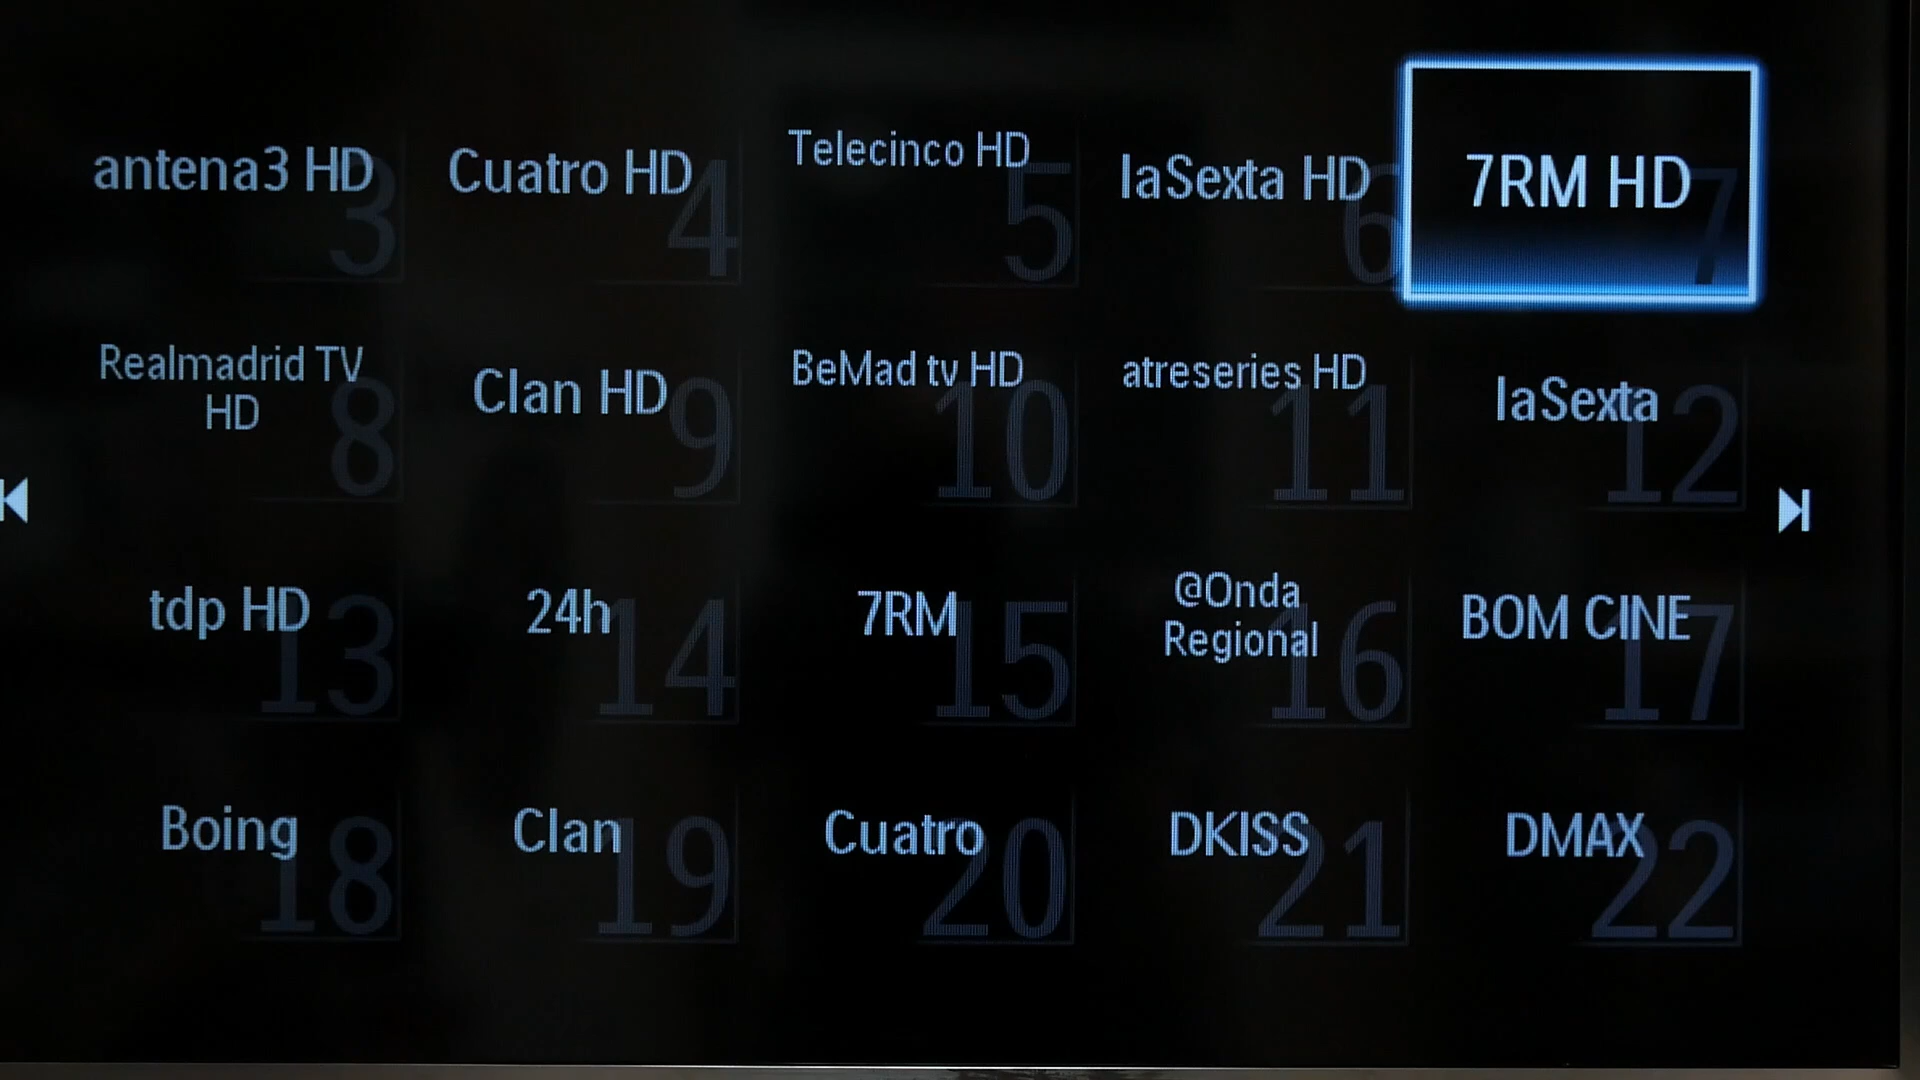 antena3 HD 3
Cuatro HD 4
Telecinco HD 5
laSexta HD 6
7RM HD 7
Realmadrid TV
HD 8
Clan HD 9
BeMad tv HD 10
atreseries HD 11
laSexta 12
tdp HD 13
24h 14
7RM 15
@Onda
Regional 16
BOM CINE 17
Boing 18
Clan 19
Cuatro 20
DKISS 21
DMAX 22